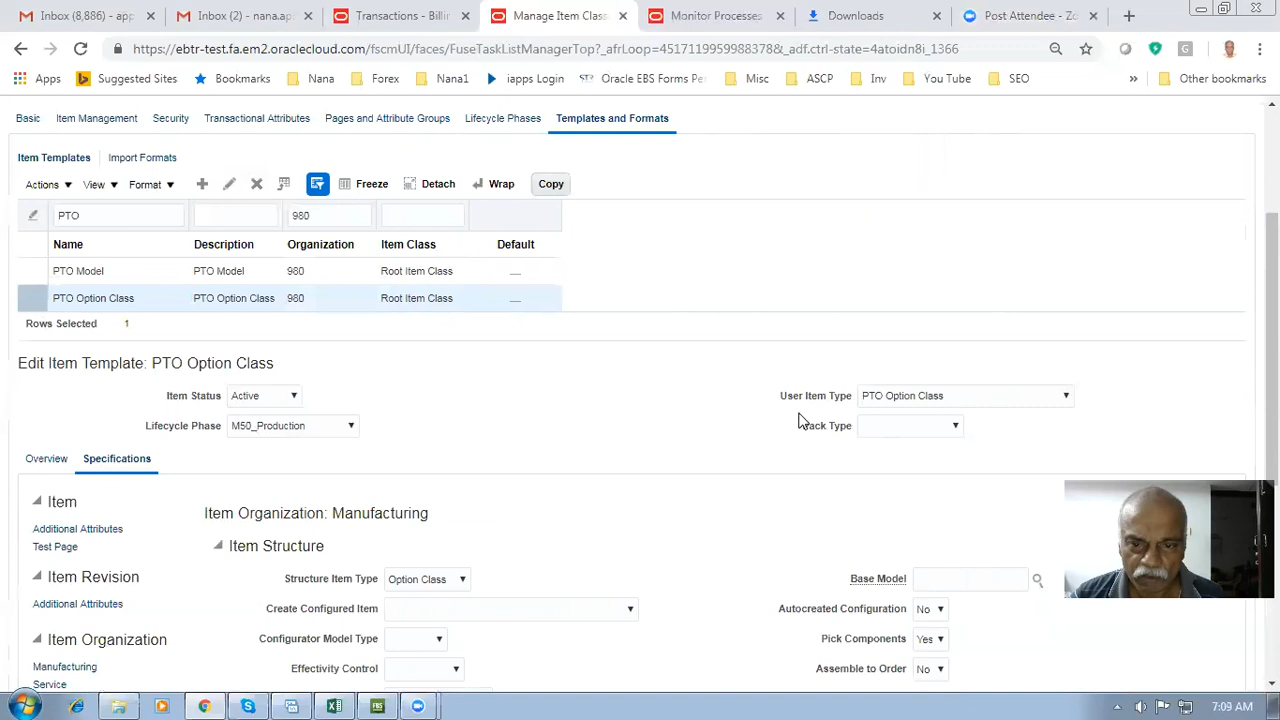 Inbox (6,886) - app
Inbox (2) - nana.ap
Transactions - Billin
Manage Item Class
Monitor Processes
Downloads
Post Attendee - Zo
https://ebtr-test.fa.em2.oraclecloud.com/fscmUI/faces/FuseTaskListManagerTop?_afrLoop=45171199599883788&_adf.ctrl-state=4atoidn8i_1366
Apps
Suggested Sites
Bookmarks
Nana
Forex
Nana1
iapps Login
Oracle EBS Forms Per
Misc
ASCP
Inv
You Tube
SEO
Other bookmarks
Basic Item Management Security Transactional Attributes Pages and Attribute Groups Lifecycle Phases Templates and Formats
Item Templates Import Formats
Actions View Format Freeze Detach Wrap Copy
PTO 980
Name Description Organization Item Class Default
PTO Model PTO Model 980 Root Item Class
PTO Option Class PTO Option Class 980 Root Item Class
Rows Selected 1
Edit Item Template: PTO Option Class
Item Status Active User Item Type PTO Option Class
Lifecycle Phase M50_Production ack Type
Overview Specifications
Item
Additional Attributes
Test Page
Item Revision
Additional Attributes
Item Organization
Manufacturing
Service
Item Organization: Manufacturing
Item Structure
Structure Item Type Option Class Base Model
Create Configured Item Autocreated Configuration No
Configurator Model Type Pick Components Yes
Effectivity Control Assemble to Order No
7:09 AM